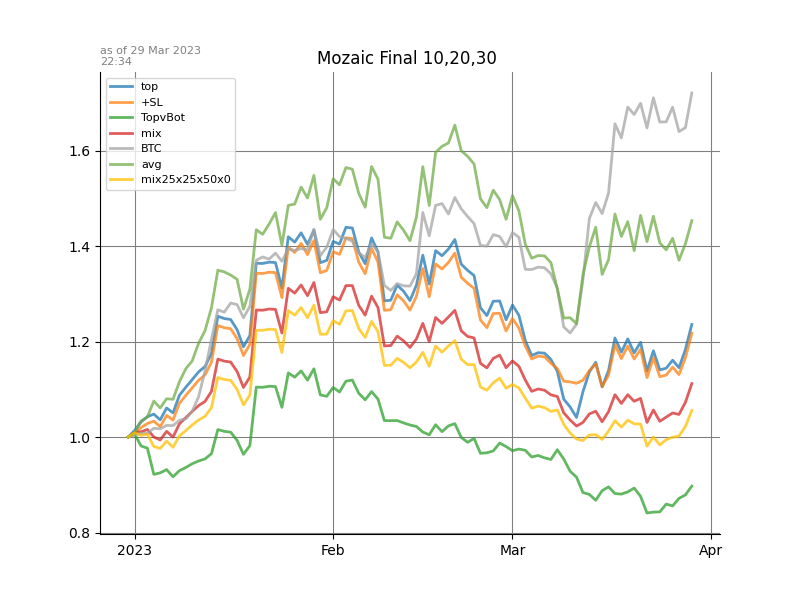 as of 29 Mar 2023
22:34
Mozaic Final 10,20,30
top
+SL
TopvBot
mix
BTC
avg
mix25x25x50x0
1.6
1.4
1.2
1.0
0.8
2023
Feb
Mar
Apr